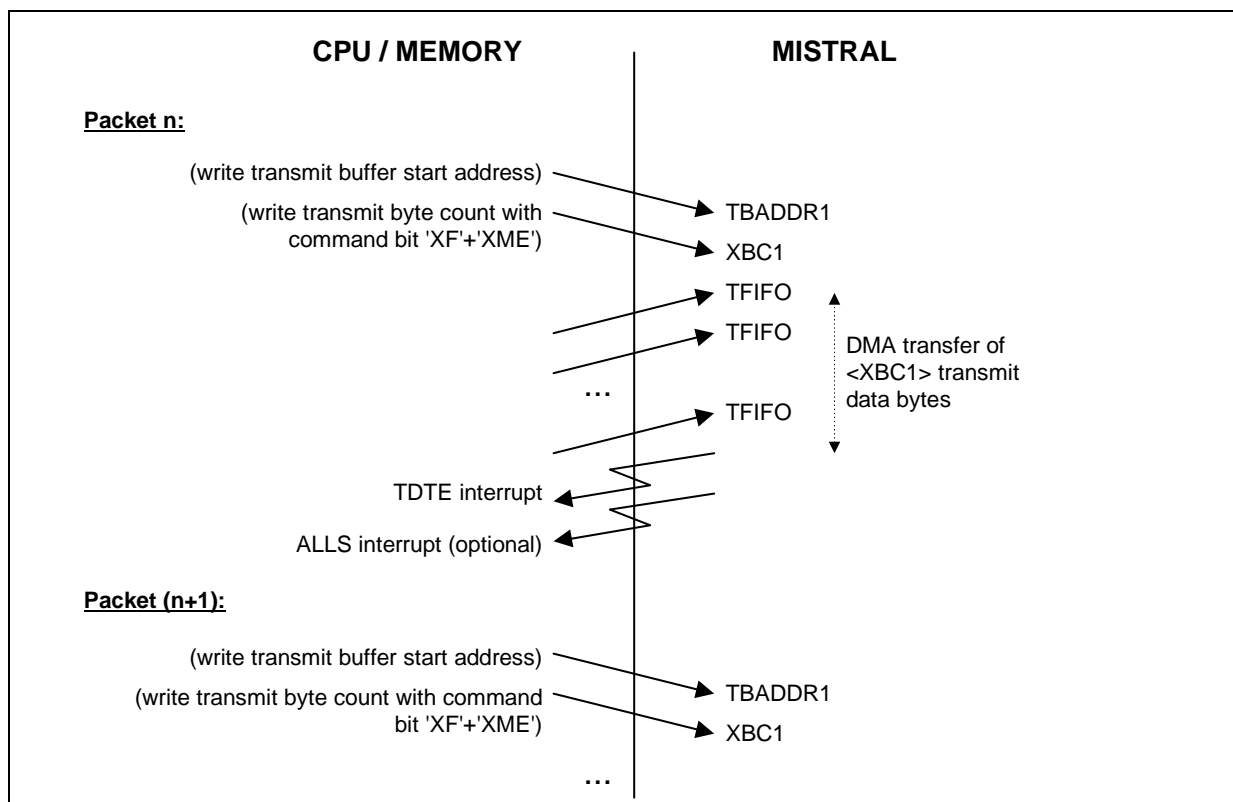 CPU / MEMORY
MISTRAL
Packet n:
(write transmit buffer start address)
TBADDR1
(write transmit byte count with
command bit 'XF'+'XME')
XBC1
TFIFO
TFIFO
...
TFIFO
DMA transfer of
<XBC1> transmit
data bytes
TDTE interrupt
ALLS interrupt (optional)
Packet (n+1):
(write transmit buffer start address)
TBADDR1
(write transmit byte count with command
bit 'XF'+'XME')
XBC1
...